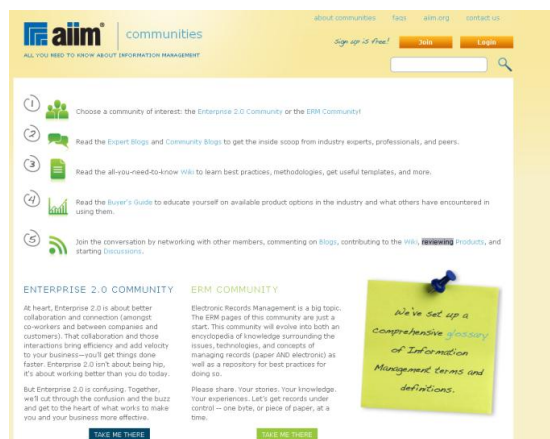 about communities faqs aiim.org contact us
aiim communities
sign up is free! Join Login
ALL YOU NEED TO KNOW ABOUT INFORMATION MANAGEMENT
1 Choose a community of interest: the Enterprise 2.0 Community or the ERM Community!
2 Read the Expert Blogs and Community Blogs to get the inside scoop from industry experts, professionals, and peers.
3 Read the all-you-need-to-know Wiki to learn best practices, methodologies, get useful templates, and more.
4 Read the Buyer's Guide to educate yourself on available product options in the industry and what others have encountered in
using them.
5 Join the conversation by networking with other members, commenting on Blogs, contributing to the Wiki, reviewing Products, and
starting Discussions.
ENTERPRISE 2.0 COMMUNITY
At heart, Enterprise 2.0 is about better
collaboration and connection (amongst
co-workers and between companies and
customers). That collaboration and those
interactions bring efficiency and add velocity
to your business—you'll get things done
faster. Enterprise 2.0 isn't about being hip,
it's about working better than you do today.
But Enterprise 2.0 is confusing. Together,
we'll cut through the confusion and the buzz
and get to the heart of what works to make
you and your business more effective.
TAKE ME THERE
ERM COMMUNITY
Electronic Records Management is a big topic.
The ERM pages of this community are just a
start. This community will evolve into both an
encyclopedia of knowledge surrounding the
issues, technologies, and concepts of
managing records (paper AND electronic) as
well as a repository for best practices for
doing so.
Please share. Your stories. Your knowledge.
Your experiences. Let's get records under
control -- one byte, or piece of paper, at a
time.
TAKE ME THERE
We've set up a
comprehensive glossary
of Information
Management terms and
definitions.